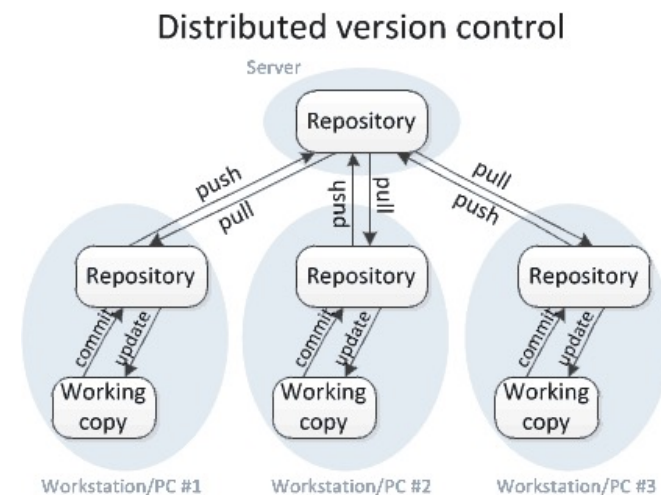 Distributed version control
Server
Repository
push
pull
push
pull
pull
push
Repository
Repository
Repository
commit
update
commit
update
commit
update
Working
copy
Working
copy
Working
copy
Workstation/PC #1
Workstation/PC #2
Workstation/PC #3